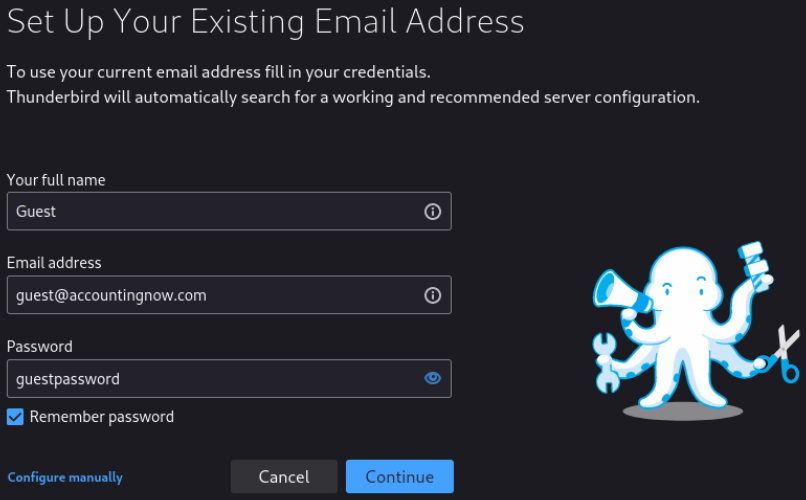 Set Up Your Existing Email Address
To use your current email address fill in your credentials.
Thunderbird will automatically search for a working and recommended server configuration.
Your full name
Guest
Email address
guest@accountingnow.com
Password
guestpassword
Remember password
Configure manually
Cancel
Continue